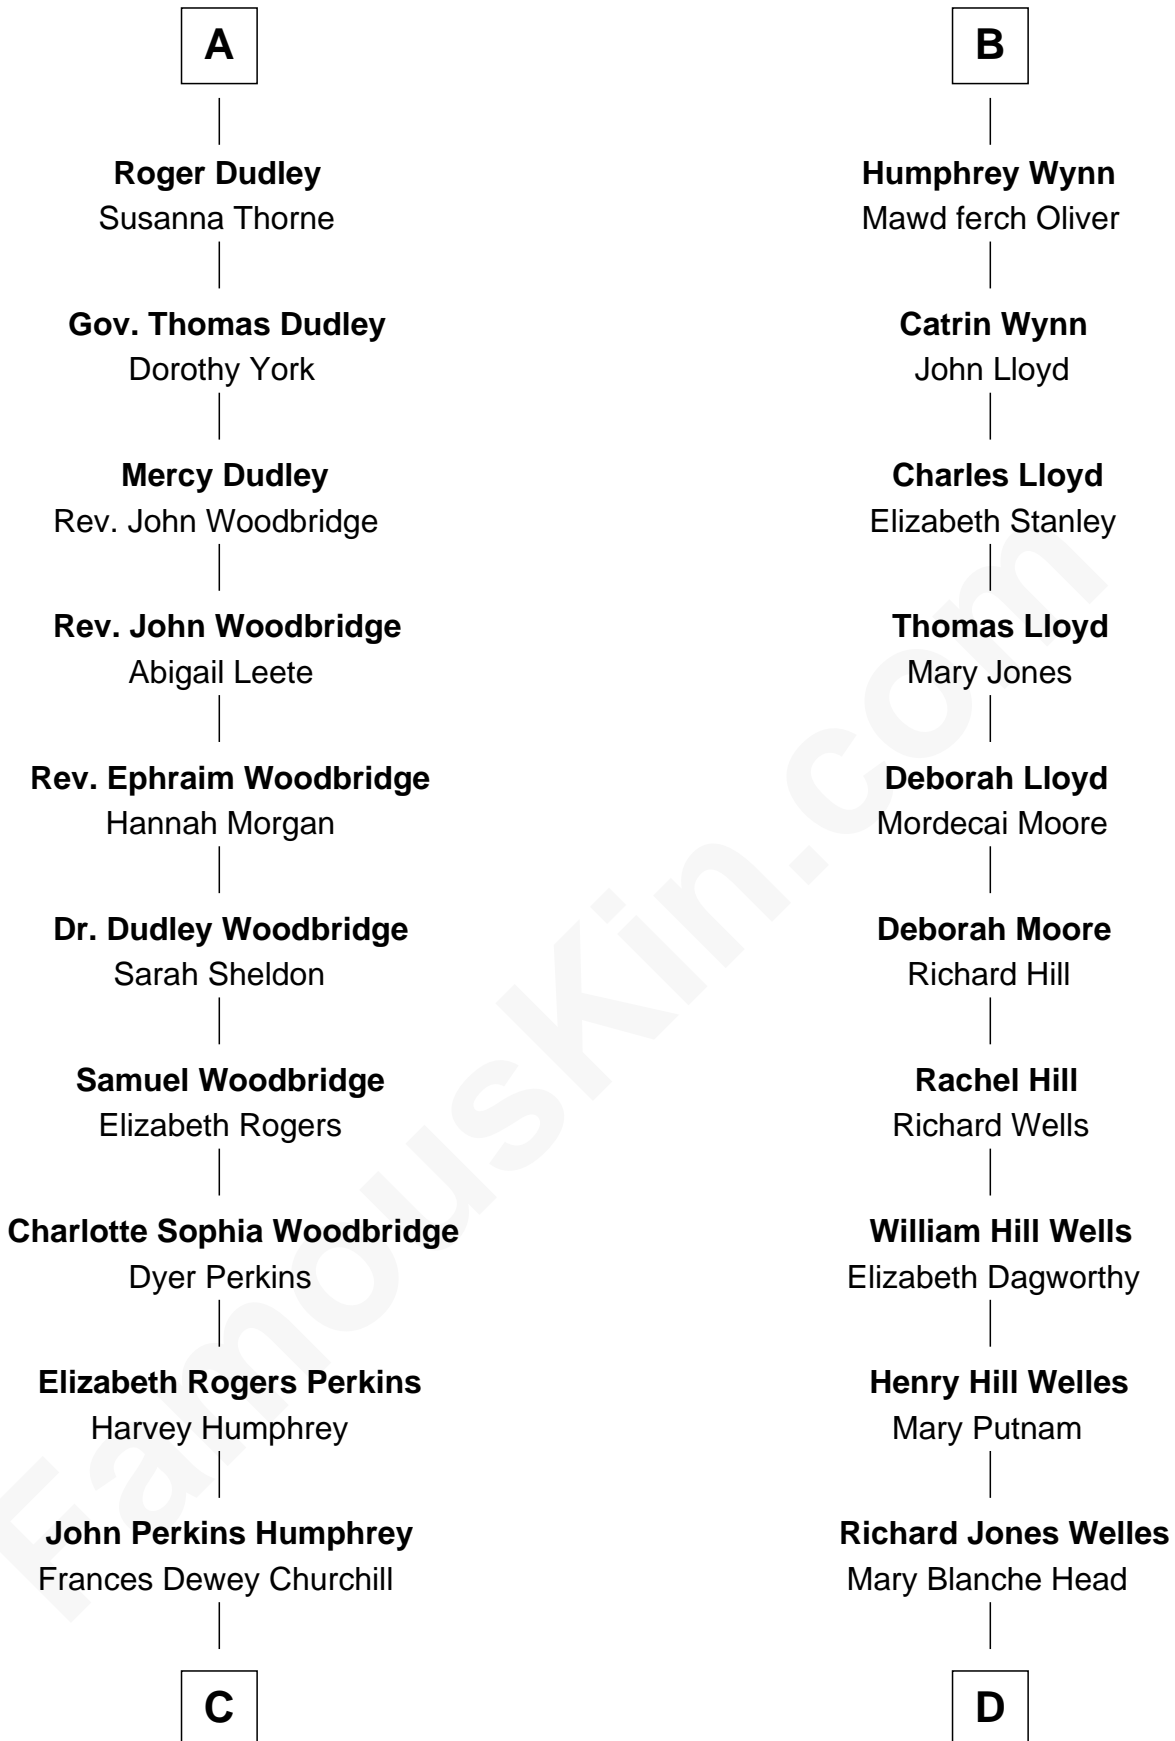 A
Roger Dudley
Susanna Thorne
Gov. Thomas Dudley
Dorothy York
Mercy Dudley
Rev. John Woodbridge
Rev. John Woodbridge
Abigail Leete
Rev. Ephraim Woodbridge
Hannah Morgan
Dr. Dudley Woodbridge
Sarah Sheldon
Samuel Woodbridge
Elizabeth Rogers
Charlotte Sophia Woodbridge
Dyer Perkins
Elizabeth Rogers Perkins
Harvey Humphrey
John Perkins Humphrey
Frances Dewey Churchill
C
B
Humphrey Wynn
Mawd ferch Oliver
Catrin Wynn
John Lloyd
Charles Lloyd
Elizabeth Stanley
Thomas Lloyd
Mary Jones
Deborah Lloyd
Mordecai Moore
Deborah Moore
Richard Hill
Rachel Hill
Richard Wells
William Hill Wells
Elizabeth Dagworthy
Henry Hill Welles
Mary Putnam
Richard Jones Welles
Mary Blanche Head
D
FamousKin.com